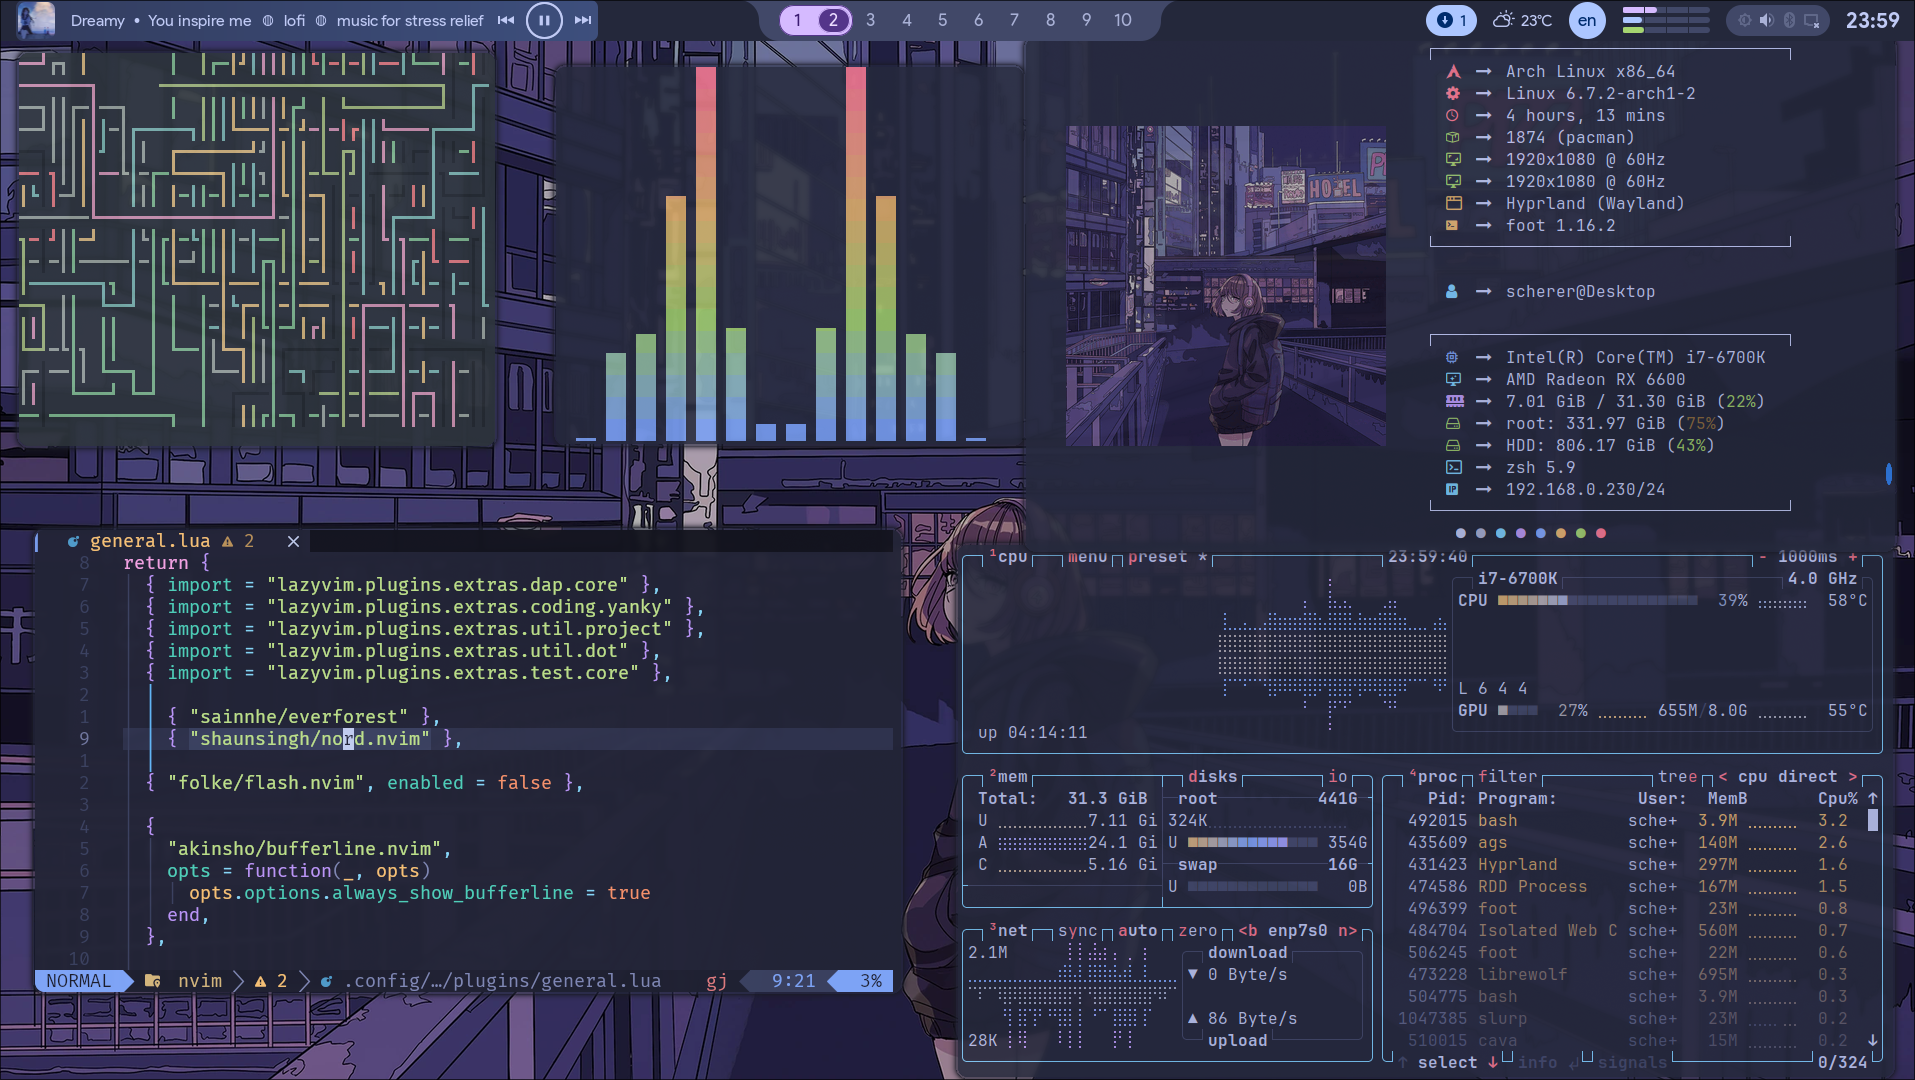 Dreamy • You inspire me lofi music for stress relief
1 2 3 4 5 6 7 8 9 10
1 23°C en 23:59
Arch Linux x86_64
Linux 6.7.2-arch1-2
4 hours, 13 mins
1874 (pacman)
1920x1080 @ 60Hz
1920x1080 @ 60Hz
Hyprland (Wayland)
foot 1.16.2
scherer@Desktop
Intel(R) Core(TM) i7-6700K
AMD Radeon RX 6600
7.01 GiB / 31.30 GiB (22%)
root: 331.97 GiB (75%)
HDD: 806.17 GiB (43%)
zsh 5.9
192.168.0.230/24
HOTEL
general.lua 2
8 return {
7 { import = "lazyvim.plugins.extras.dap.core" },
6 { import = "lazyvim.plugins.extras.coding.yanky" },
5 { import = "lazyvim.plugins.extras.util.project" },
4 { import = "lazyvim.plugins.extras.util.dot" },
3 { import = "lazyvim.plugins.extras.test.core" },
2
1 { "sainnhe/everforest" },
9 { "shaunsingh/nord.nvim" },
1
2 { "folke/flash.nvim", enabled = false },
3
4 {
5 "akinsho/bufferline.nvim",
6 opts = function(_, opts)
7 opts.options.always_show_bufferline = true
8 end,
9 },
10
NORMAL nvim 2 .config/…/plugins/general.lua gj 9:21 3%
1cpu menu preset * 23:59:40 - 1000ms +
i7-6700K 4.0 GHz
CPU 39% 58°C
L 6 4 4
GPU 27% 655M/8.0G 55°C
up 04:14:11
2mem disks io
Total: 31.3 GiB root 441G
U 7.11 Gi 324K
A 24.1 Gi U 354G
C 5.16 Gi swap 16G
U 0B
3net sync auto zero <b enp7s0 n>
2.1M download
▼ 0 Byte/s
▲ 86 Byte/s
28K upload
4proc filter tree < cpu direct >
Pid: Program: User: MemB Cpu% ↑
492015 bash sche+ 3.9M 3.2
435609 ags sche+ 140M 2.6
431423 Hyprland sche+ 297M 1.6
474586 RDD Process sche+ 167M 1.5
496399 foot sche+ 23M 0.8
484704 Isolated Web C sche+ 560M 0.7
506245 foot sche+ 22M 0.6
473228 librewolf sche+ 695M 0.3
504775 bash sche+ 3.9M 0.3
1047385 slurp sche+ 23M 0.2
510015 cava sche+ 15M 0.2 ↓
↑ select ↓ info ↲ signals 0/324